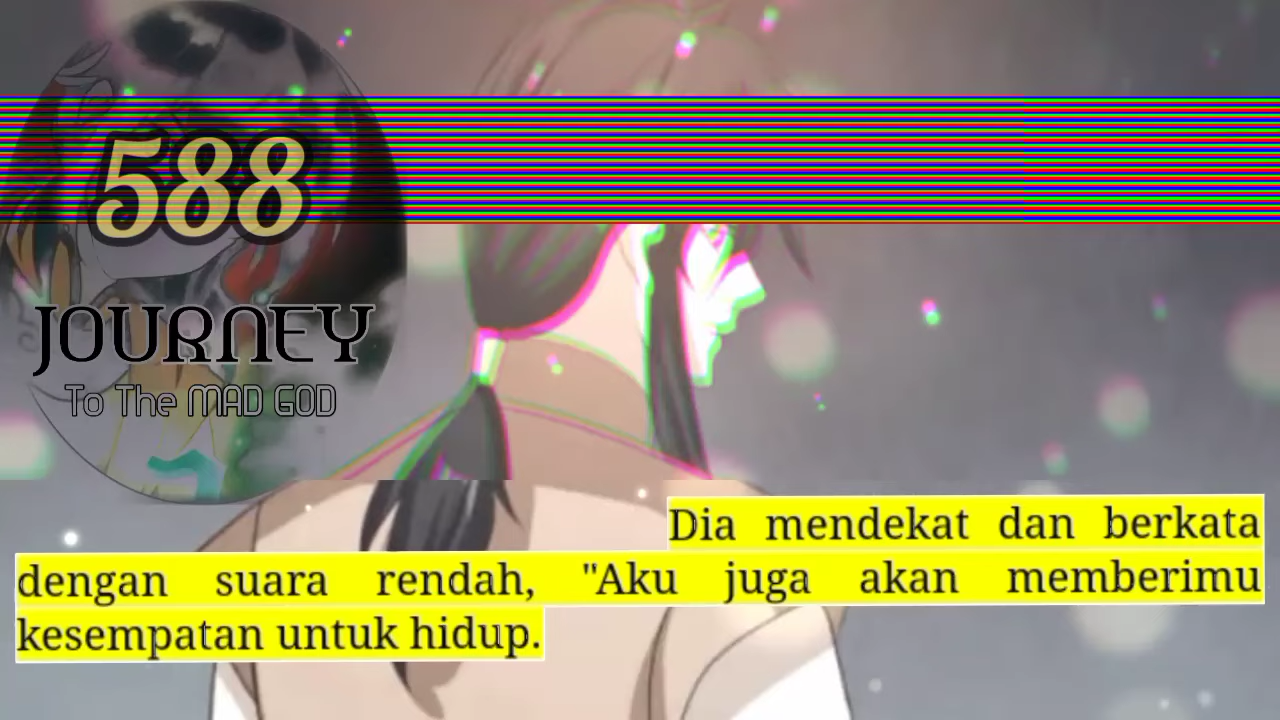 588
JOURNEY
To The MAD GOD
Dia mendekat dan berkata
dengan suara rendah, "Aku juga akan memberimu
kesempatan untuk hidup.